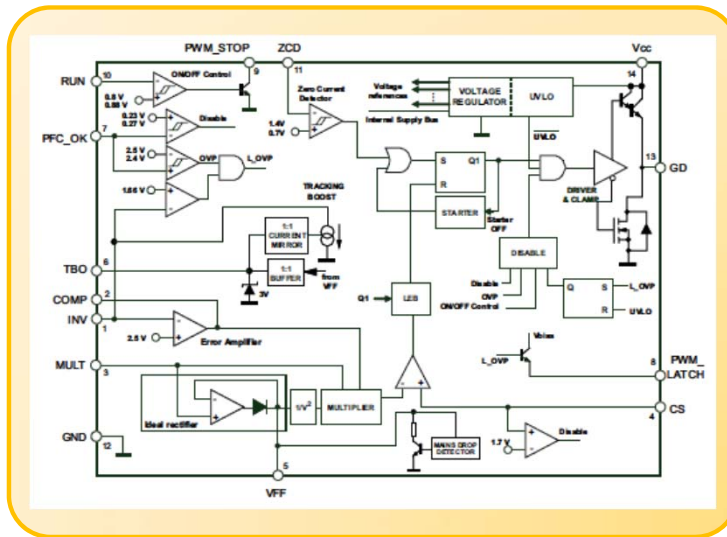 PWM_STOP
ZCD
Vcc
9
11
14
RUN
10
ON/OFF Control
0.8 V
0.88 V
Zero Current
Detector
1.4V
0.7V
Voltage
references
Internal Supply Bus
VOLTAGE
REGULATOR
UVLO
UVLO
PFC_OK
7
0.23 V
0.27 V
Disable
2.5 V
2.4 V
OVP
L_OVP
TRACKING
BOOST
S
Q1
R
STARTER
Starter
OFF
DRIVER
& CLAMP
13
GD
1:1
CURRENT
MIRROR
1:1
BUFFER
from
VFF
3V
TBO
6
COMP
2
INV
1
2.5 V
Error Amplifier
Q1
LEB
DISABLE
Disable
OVP
ON/OFF Control
Q
S
R
L_OVP
UVLO
L_OVP
8
PWM_
LATCH
MULT
3
Ideal rectifier
1/V²
MULTIPLIER
MAINS DROP
DETECTOR
1.7 V
Disable
4
CS
GND
12
5
VFF